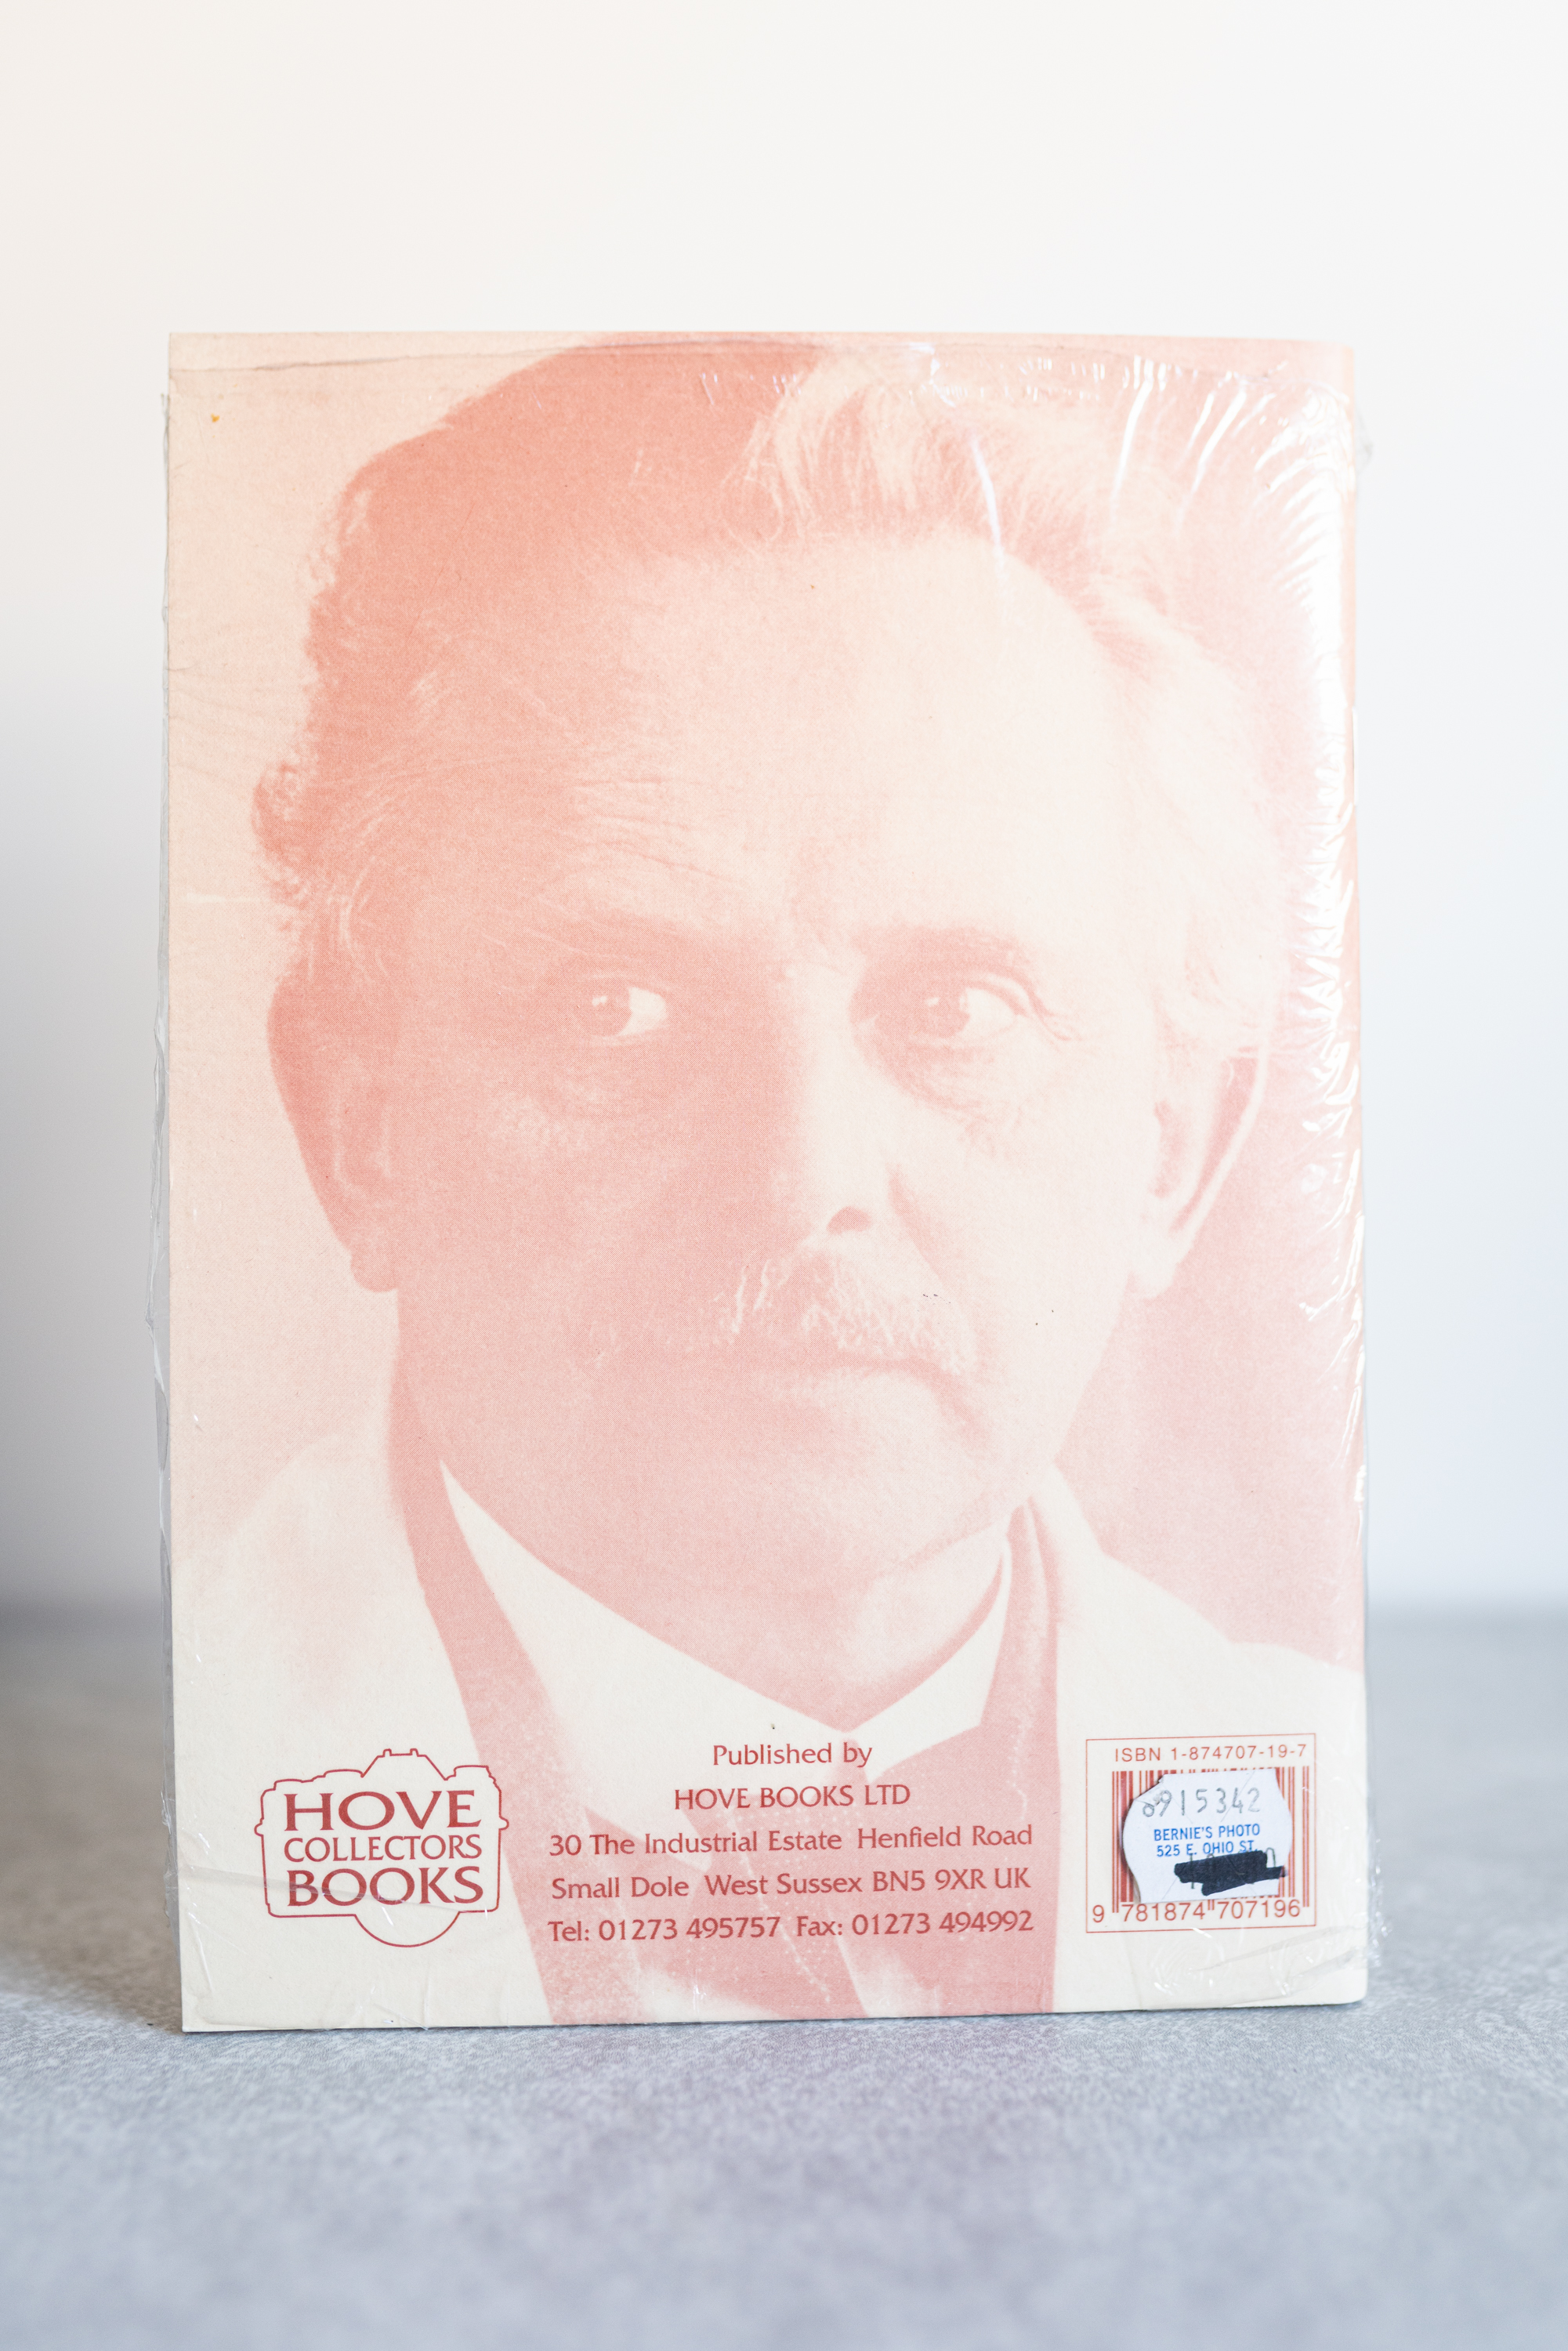 HOVE
COLLECTORS
BOOKS
Published by
HOVE BOOKS LTD
30 The Industrial Estate Henfield Road
Small Dole West Sussex BN5 9XR UK
Tel: 01273 495757 Fax: 01273 494992
ISBN 1-874707-19-7
8915342
BERNIE'S PHOTO
525 E. OHIO ST.
9 781874 707196